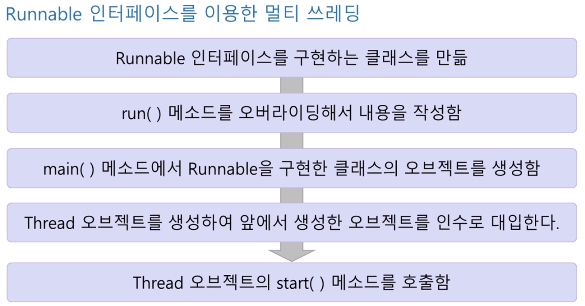 Runnable 인터페이스를 이용한 멀티 쓰레딩
Runnable 인터페이스를 구현하는 클래스를 만듦
run( ) 메소드를 오버라이딩해서 내용을 작성함
main( ) 메소드에서 Runnable을 구현한 클래스의 오브젝트를 생성함
Thread 오브젝트를 생성하여 앞에서 생성한 오브젝트를 인수로 대입한다.
Thread 오브젝트의 start( ) 메소드를 호출함